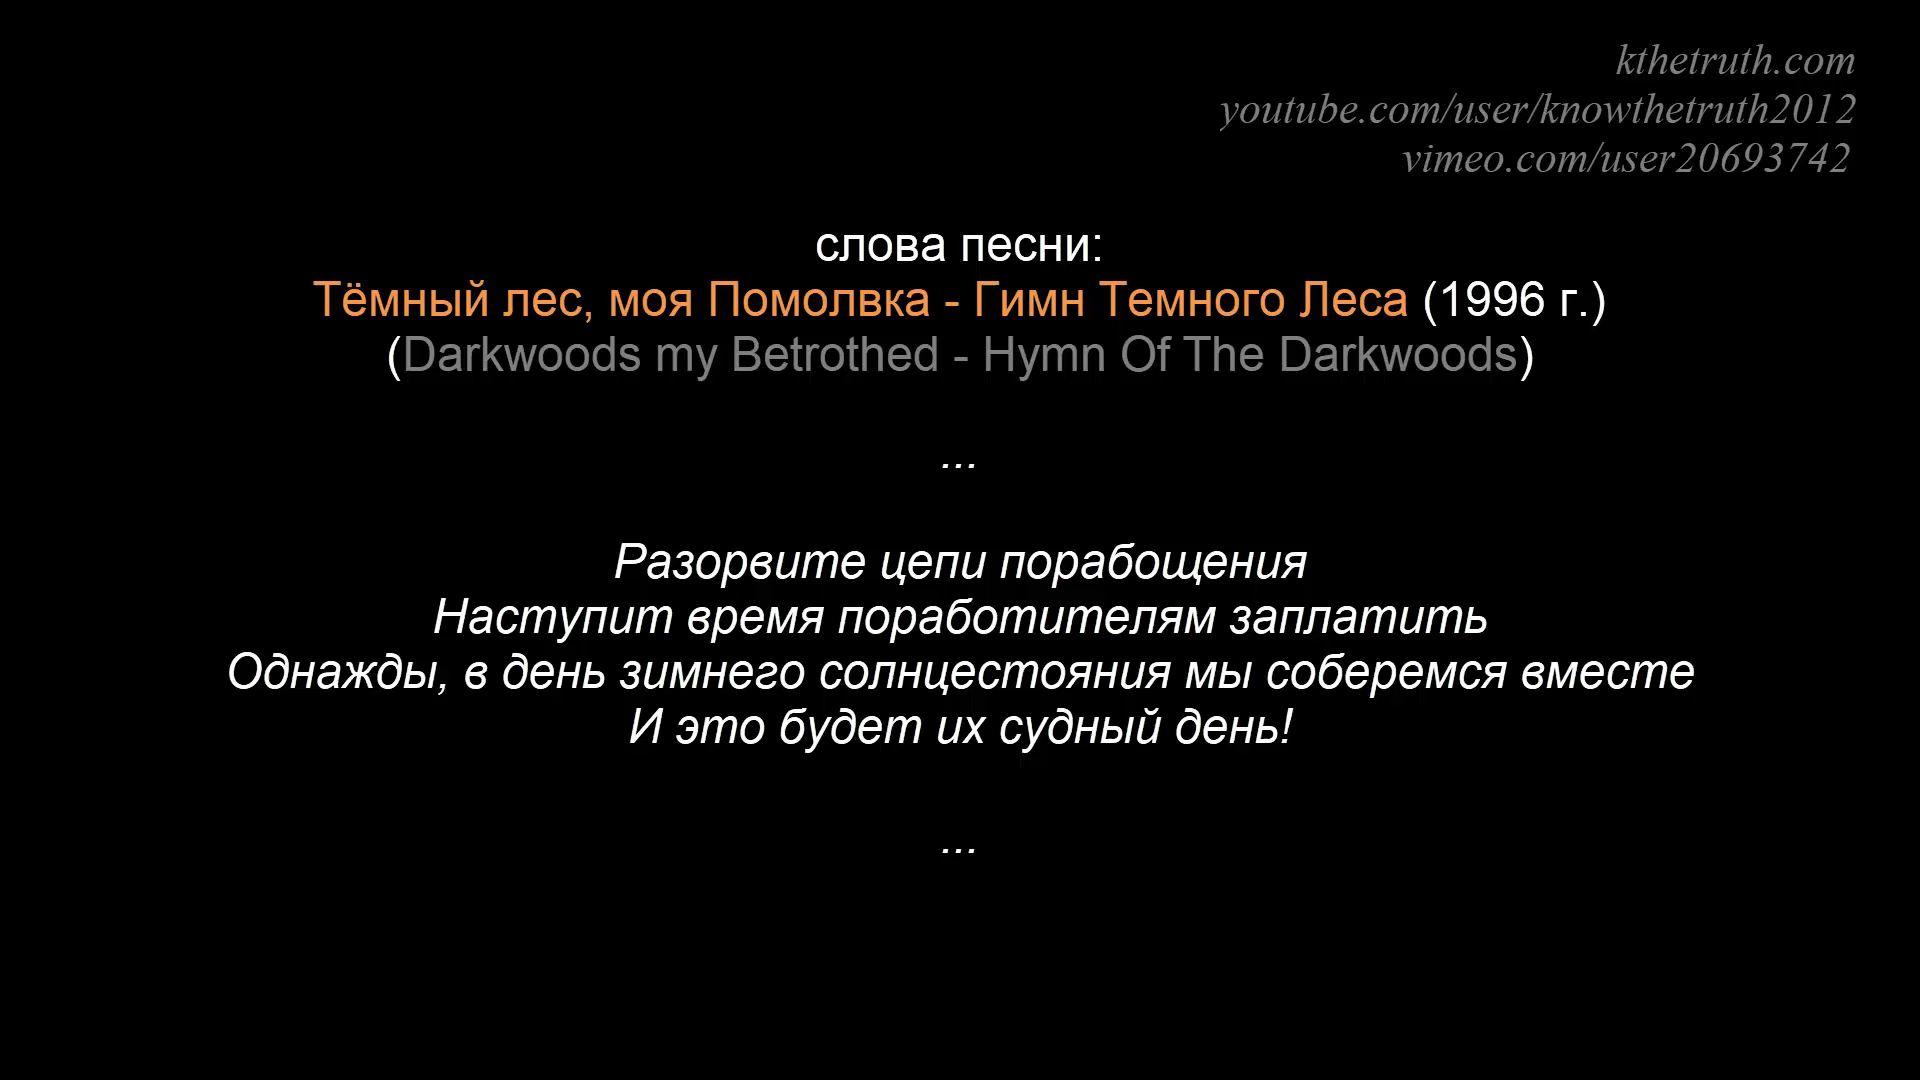 kthetruth.com
youtube.com/user/knowthetruth2012
vimeo.com/user20693742
слова песни:
Тёмный лес, моя Помолвка - Гимн Темного Леса (1996 г.)
(Darkwoods my Betrothed - Hymn Of The Darkwoods)
...
Разорвите цепи порабощения
Наступит время поработителям заплатить
Однажды, в день зимнего солнцестояния мы соберемся вместе
И это будет их судный день!
...